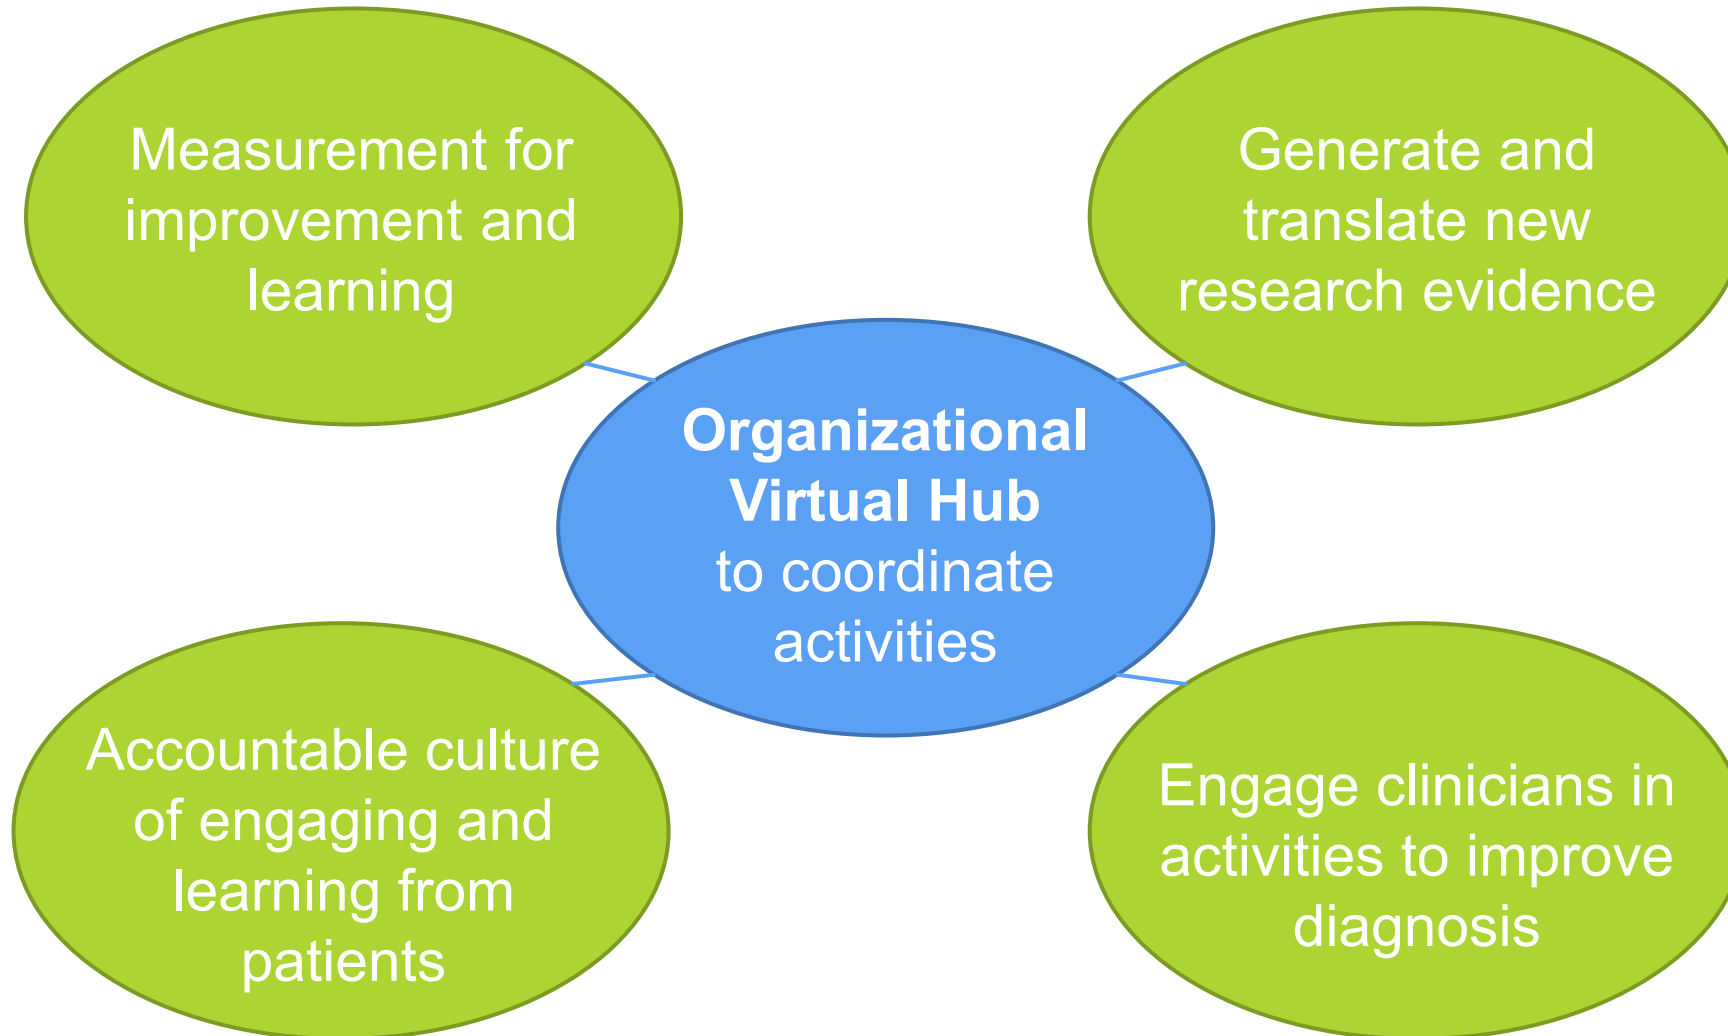 Measurement for
improvement and
learning
Generate and
translate new
research evidence
Organizational
Virtual Hub
to coordinate
activities
Accountable culture
of engaging and
learning from
patients
Engage clinicians in
activities to improve
diagnosis